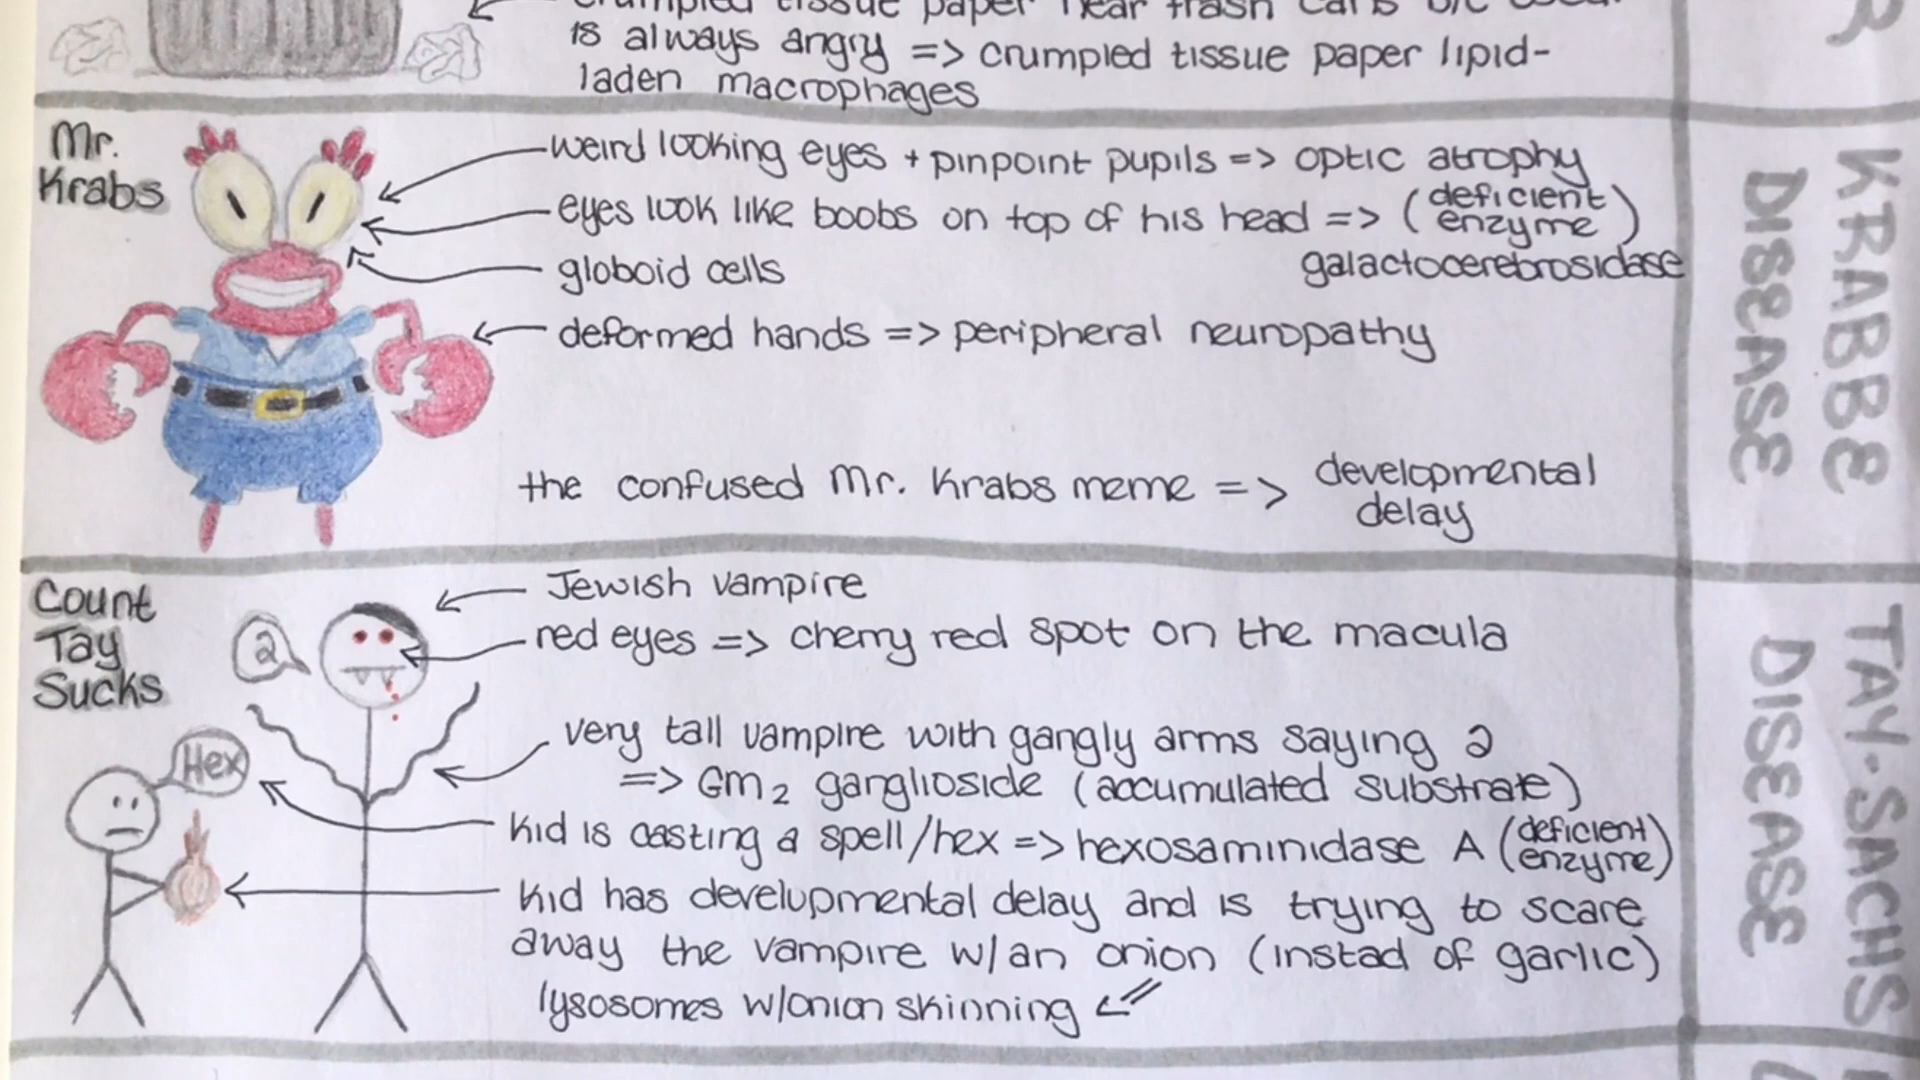 is always angry => crumpled tissue paper lipid-
laden macrophages
Mr.
Krabs
weird looking eyes + pinpoint pupils => optic atrophy
eyes look like boobs on top of his head => (deficient enzyme)
galactocerebrosidase
globoid cells
deformed hands => peripheral neuropathy
the confused Mr. Krabs meme => developmental
delay
KRABBE
DISEASE
Count
Tay
Sucks
2
Hex
Jewish vampire
red eyes => cherry red spot on the macula
very tall vampire with gangly arms saying 2
=> GM2 ganglioside (accumulated substrate)
kid is casting a spell/hex => hexosaminidase A (deficient enzyme)
kid has developmental delay and is trying to scare
away the vampire w/an onion (instad of garlic)
lysosomes w/onion skinning
TAY-SACHS
DISEASE